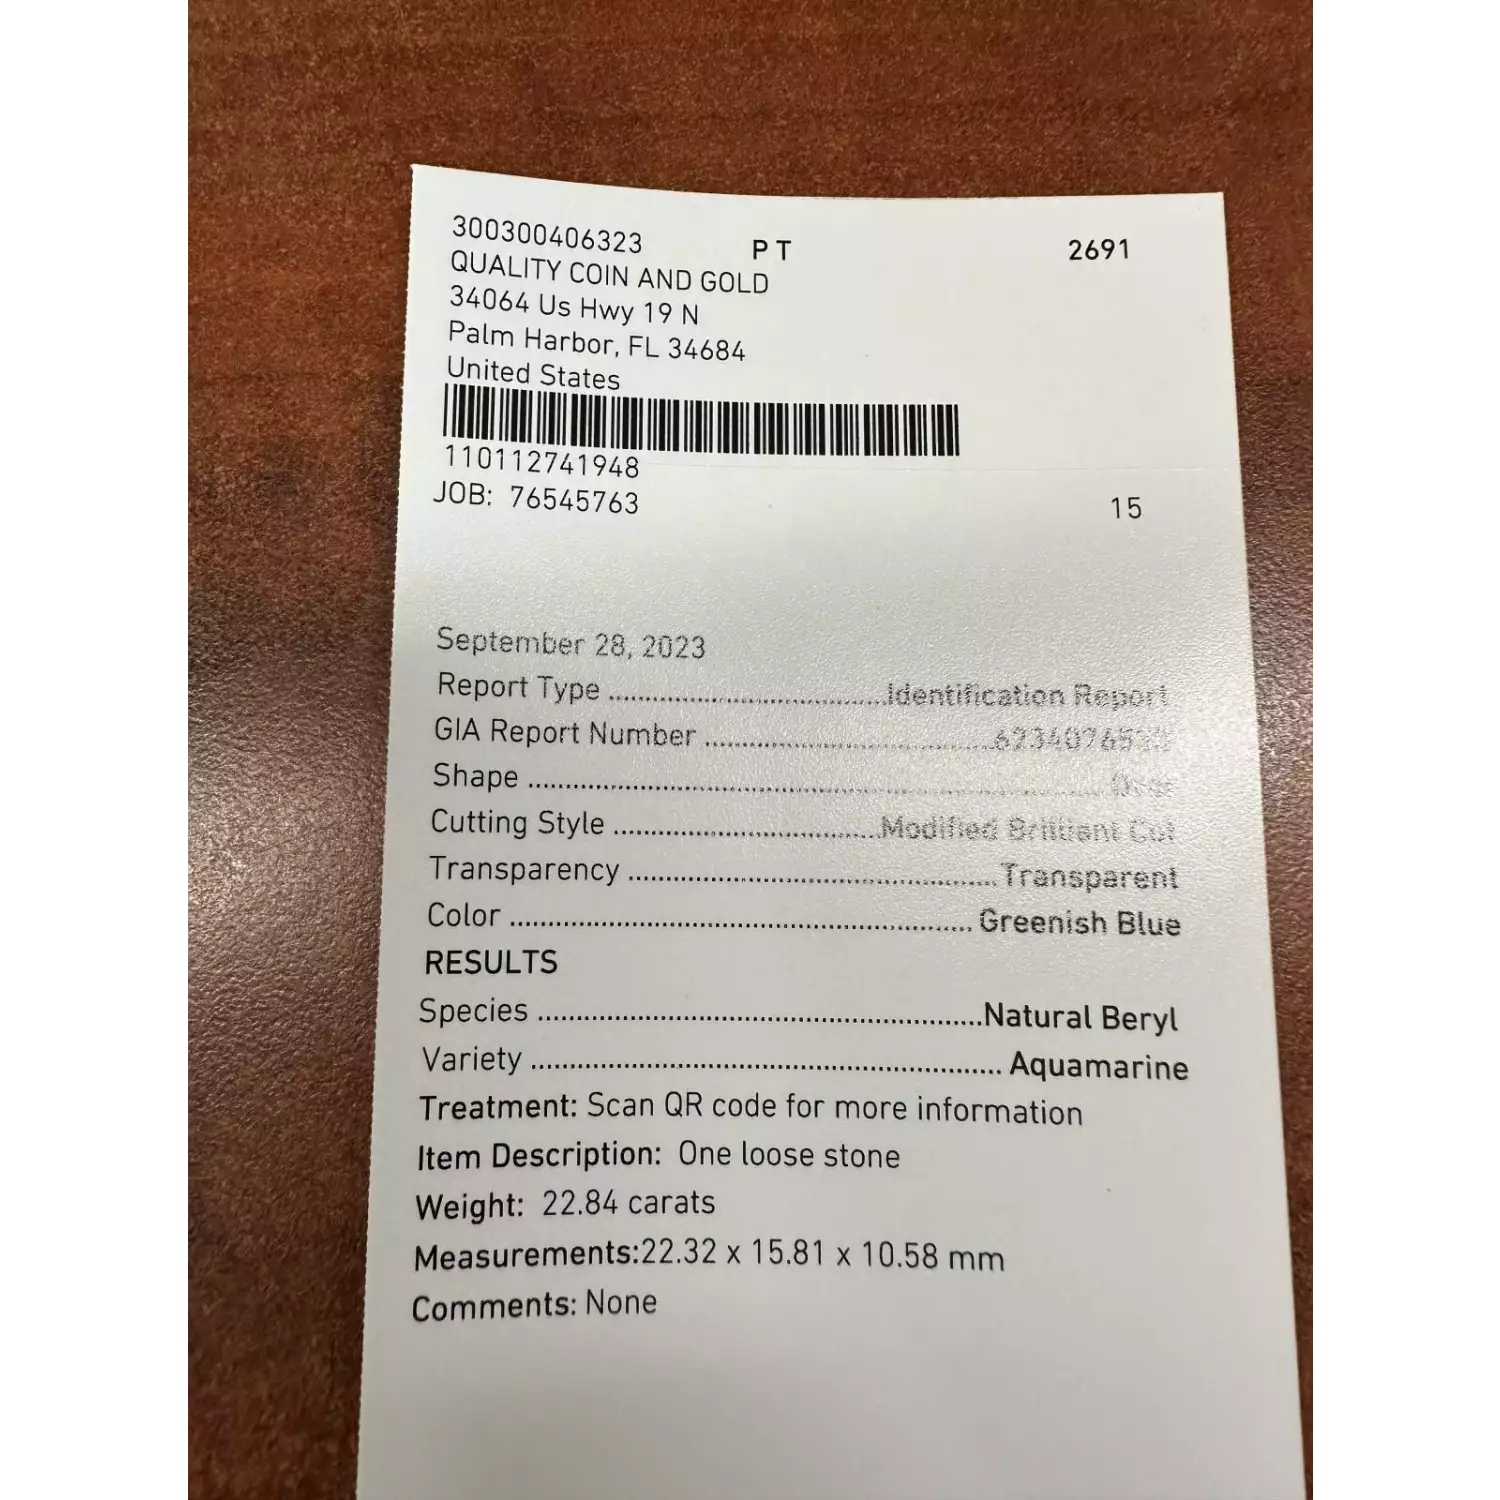 300300406323 PT 2691
QUALITY COIN AND GOLD
34064 Us Hwy 19 N
Palm Harbor, FL 34684
United States
110112741948
JOB: 76545763 15
September 28, 2023
Report Type ........................................Identification Report
GIA Report Number ........................................
Shape ........................................
Cutting Style ........................................Modified Brilliant Cut
Transparency ........................................Transparent
Color ........................................Greenish Blue
RESULTS
Species ........................................Natural Beryl
Variety ........................................Aquamarine
Treatment: Scan QR code for more information
Item Description: One loose stone
Weight: 22.84 carats
Measurements:22.32 x 15.81 x 10.58 mm
Comments: None